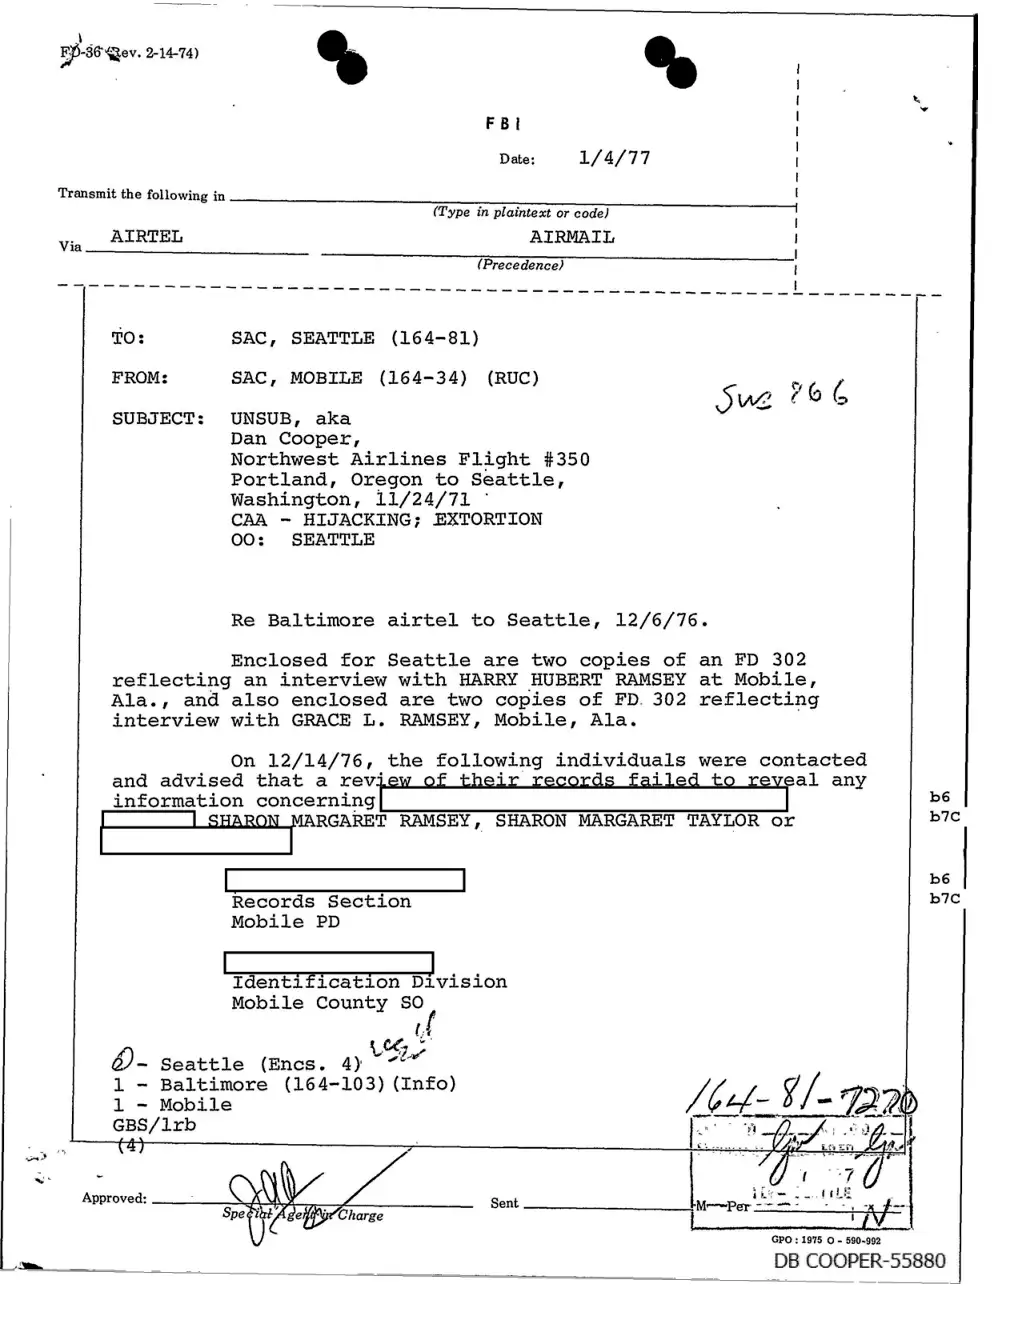 FD-36 (Rev. 2-14-74)
FBI
Date: 1/4/77
Transmit the following in
(Type in plaintext or code)
Via AIRTEL AIRMAIL
(Precedence)
TO: SAC, SEATTLE (164-81)
FROM: SAC, MOBILE (164-34) (RUC)
SUBJECT: UNSUB, aka
Dan Cooper,
Northwest Airlines Flight #350
Portland, Oregon to Seattle,
Washington, 11/24/71
CAA - HIJACKING; EXTORTION
OO: SEATTLE
Re Baltimore airtel to Seattle, 12/6/76.
Enclosed for Seattle are two copies of an FD 302
reflecting an interview with HARRY HUBERT RAMSEY at Mobile,
Ala., and also enclosed are two copies of FD 302 reflecting
interview with GRACE L. RAMSEY, Mobile, Ala.
On 12/14/76, the following individuals were contacted
and advised that a review of their records failed to reveal any
information concerning
b6
SHARON MARGARET RAMSEY, SHARON MARGARET TAYLOR or
b7C
b6
Records Section
b7C
Mobile PD
Identification Division
Mobile County SO
2 - Seattle (Encs. 4)
1 - Baltimore (164-103)(Info)
1 - Mobile
GBS/lrb
(4)
164-81-7270
Approved:
Special Agent in Charge
Sent
M Per
GPO : 1975 O - 590-992
DB COOPER-55880